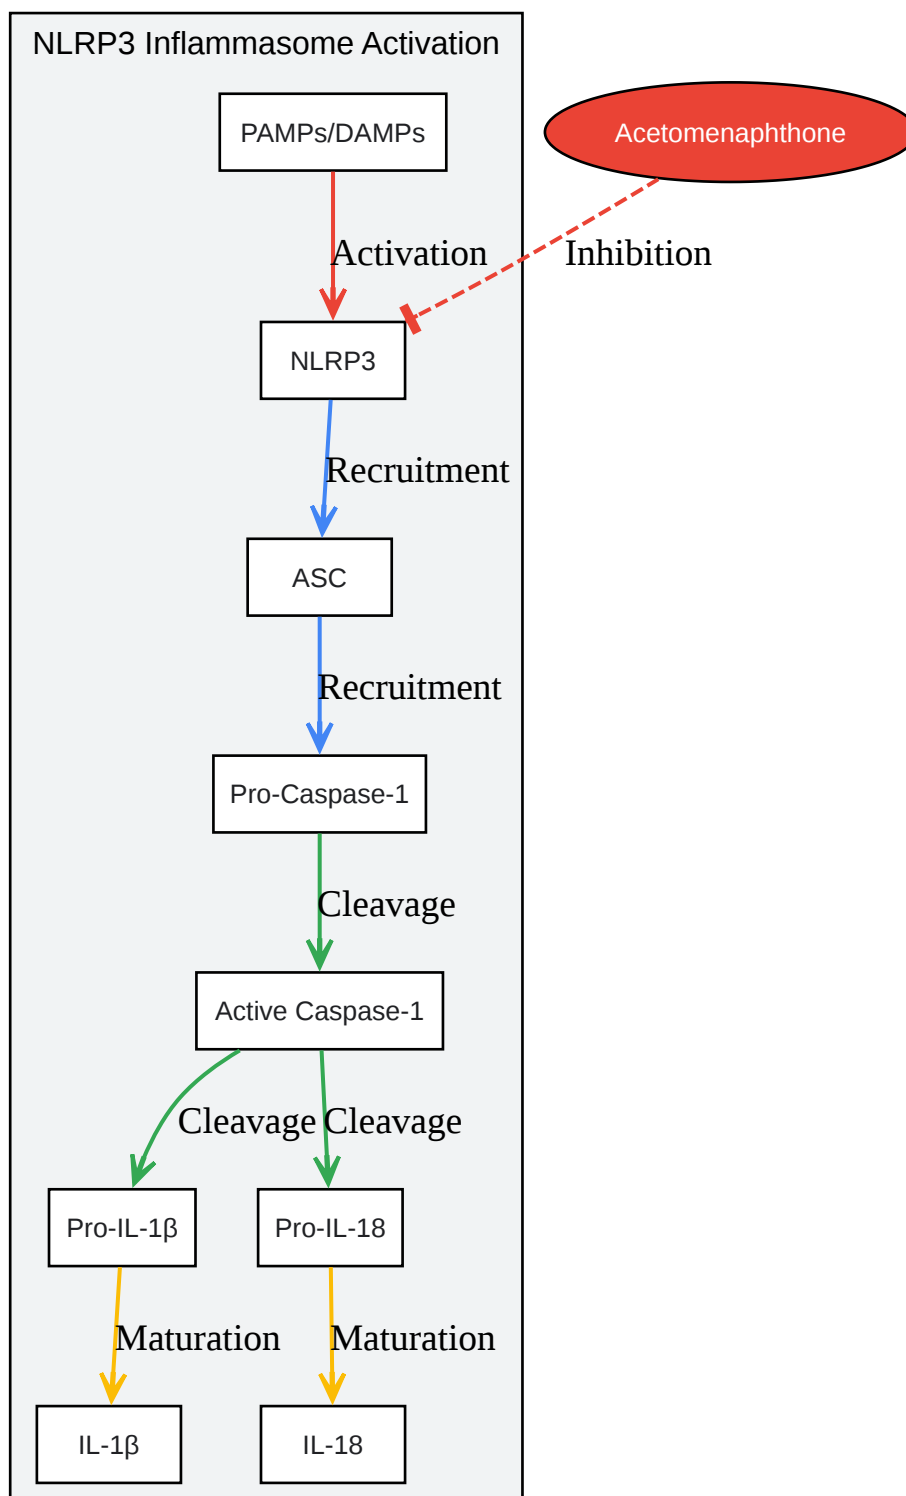 NLRP3 Inflammasome Activation
PAMPs/DAMPs
Acetomenaphthone
Activation
Inhibition
NLRP3
Recruitment
ASC
Recruitment
Pro-Caspase-1
Cleavage
Active Caspase-1
Cleavage
Cleavage
Pro-IL-1β
Pro-IL-18
Maturation
Maturation
IL-1β
IL-18